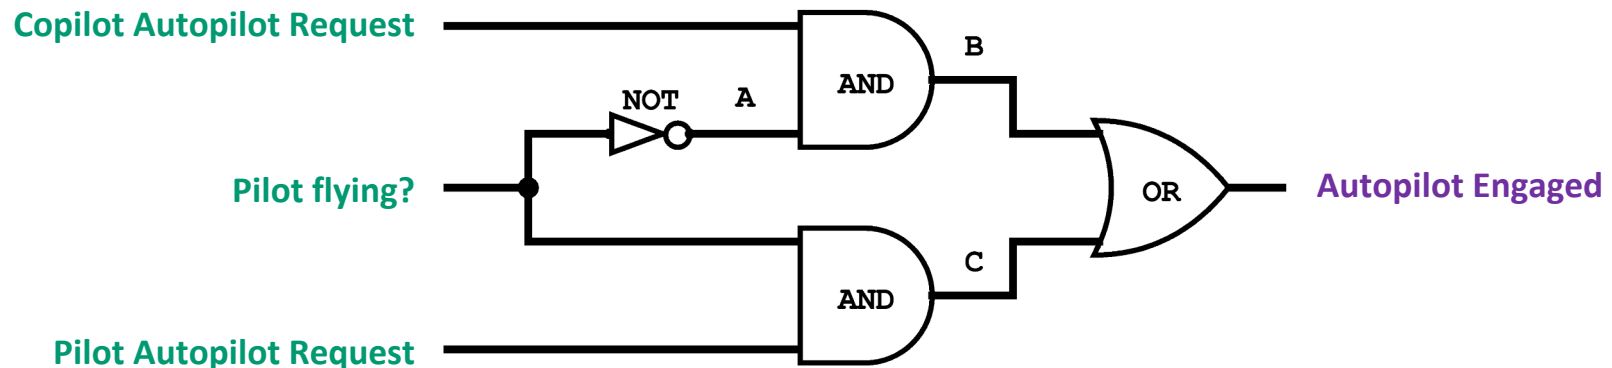 Copilot Autopilot Request
B
AND
NOT
A
Pilot flying?
OR
Autopilot Engaged
C
AND
Pilot Autopilot Request